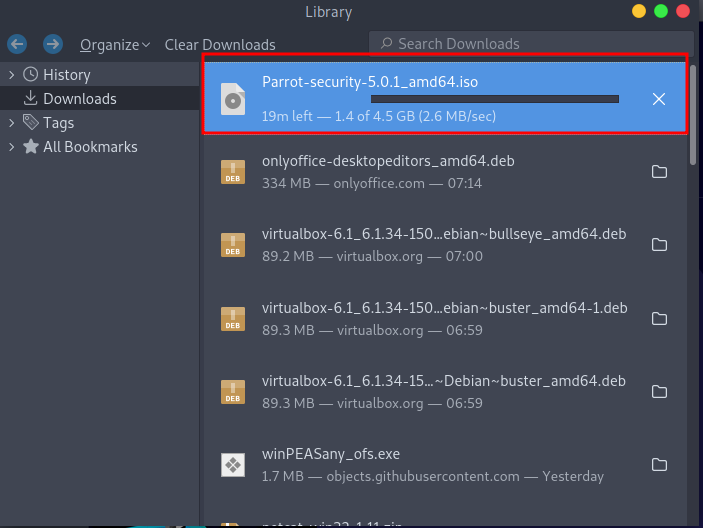 Library
Organize
Clear Downloads
Search Downloads
History
Downloads
Tags
All Bookmarks
Parrot-security-5.0.1_amd64.iso
19m left — 1.4 of 4.5 GB (2.6 MB/sec)
onlyoffice-desktopeditors_amd64.deb
DEB
334 MB — onlyoffice.com — 07:14
virtualbox-6.1_6.1.34-150...ebian~bullseye_amd64.deb
DEB
89.2 MB — virtualbox.org — 07:00
virtualbox-6.1_6.1.34-150...ebian~buster_amd64-1.deb
DEB
89.3 MB — virtualbox.org — 06:59
virtualbox-6.1_6.1.34-15...~Debian~buster_amd64.deb
DEB
89.3 MB — virtualbox.org — 06:59
winPEASany_ofs.exe
1.7 MB — objects.githubusercontent.com — Yesterday